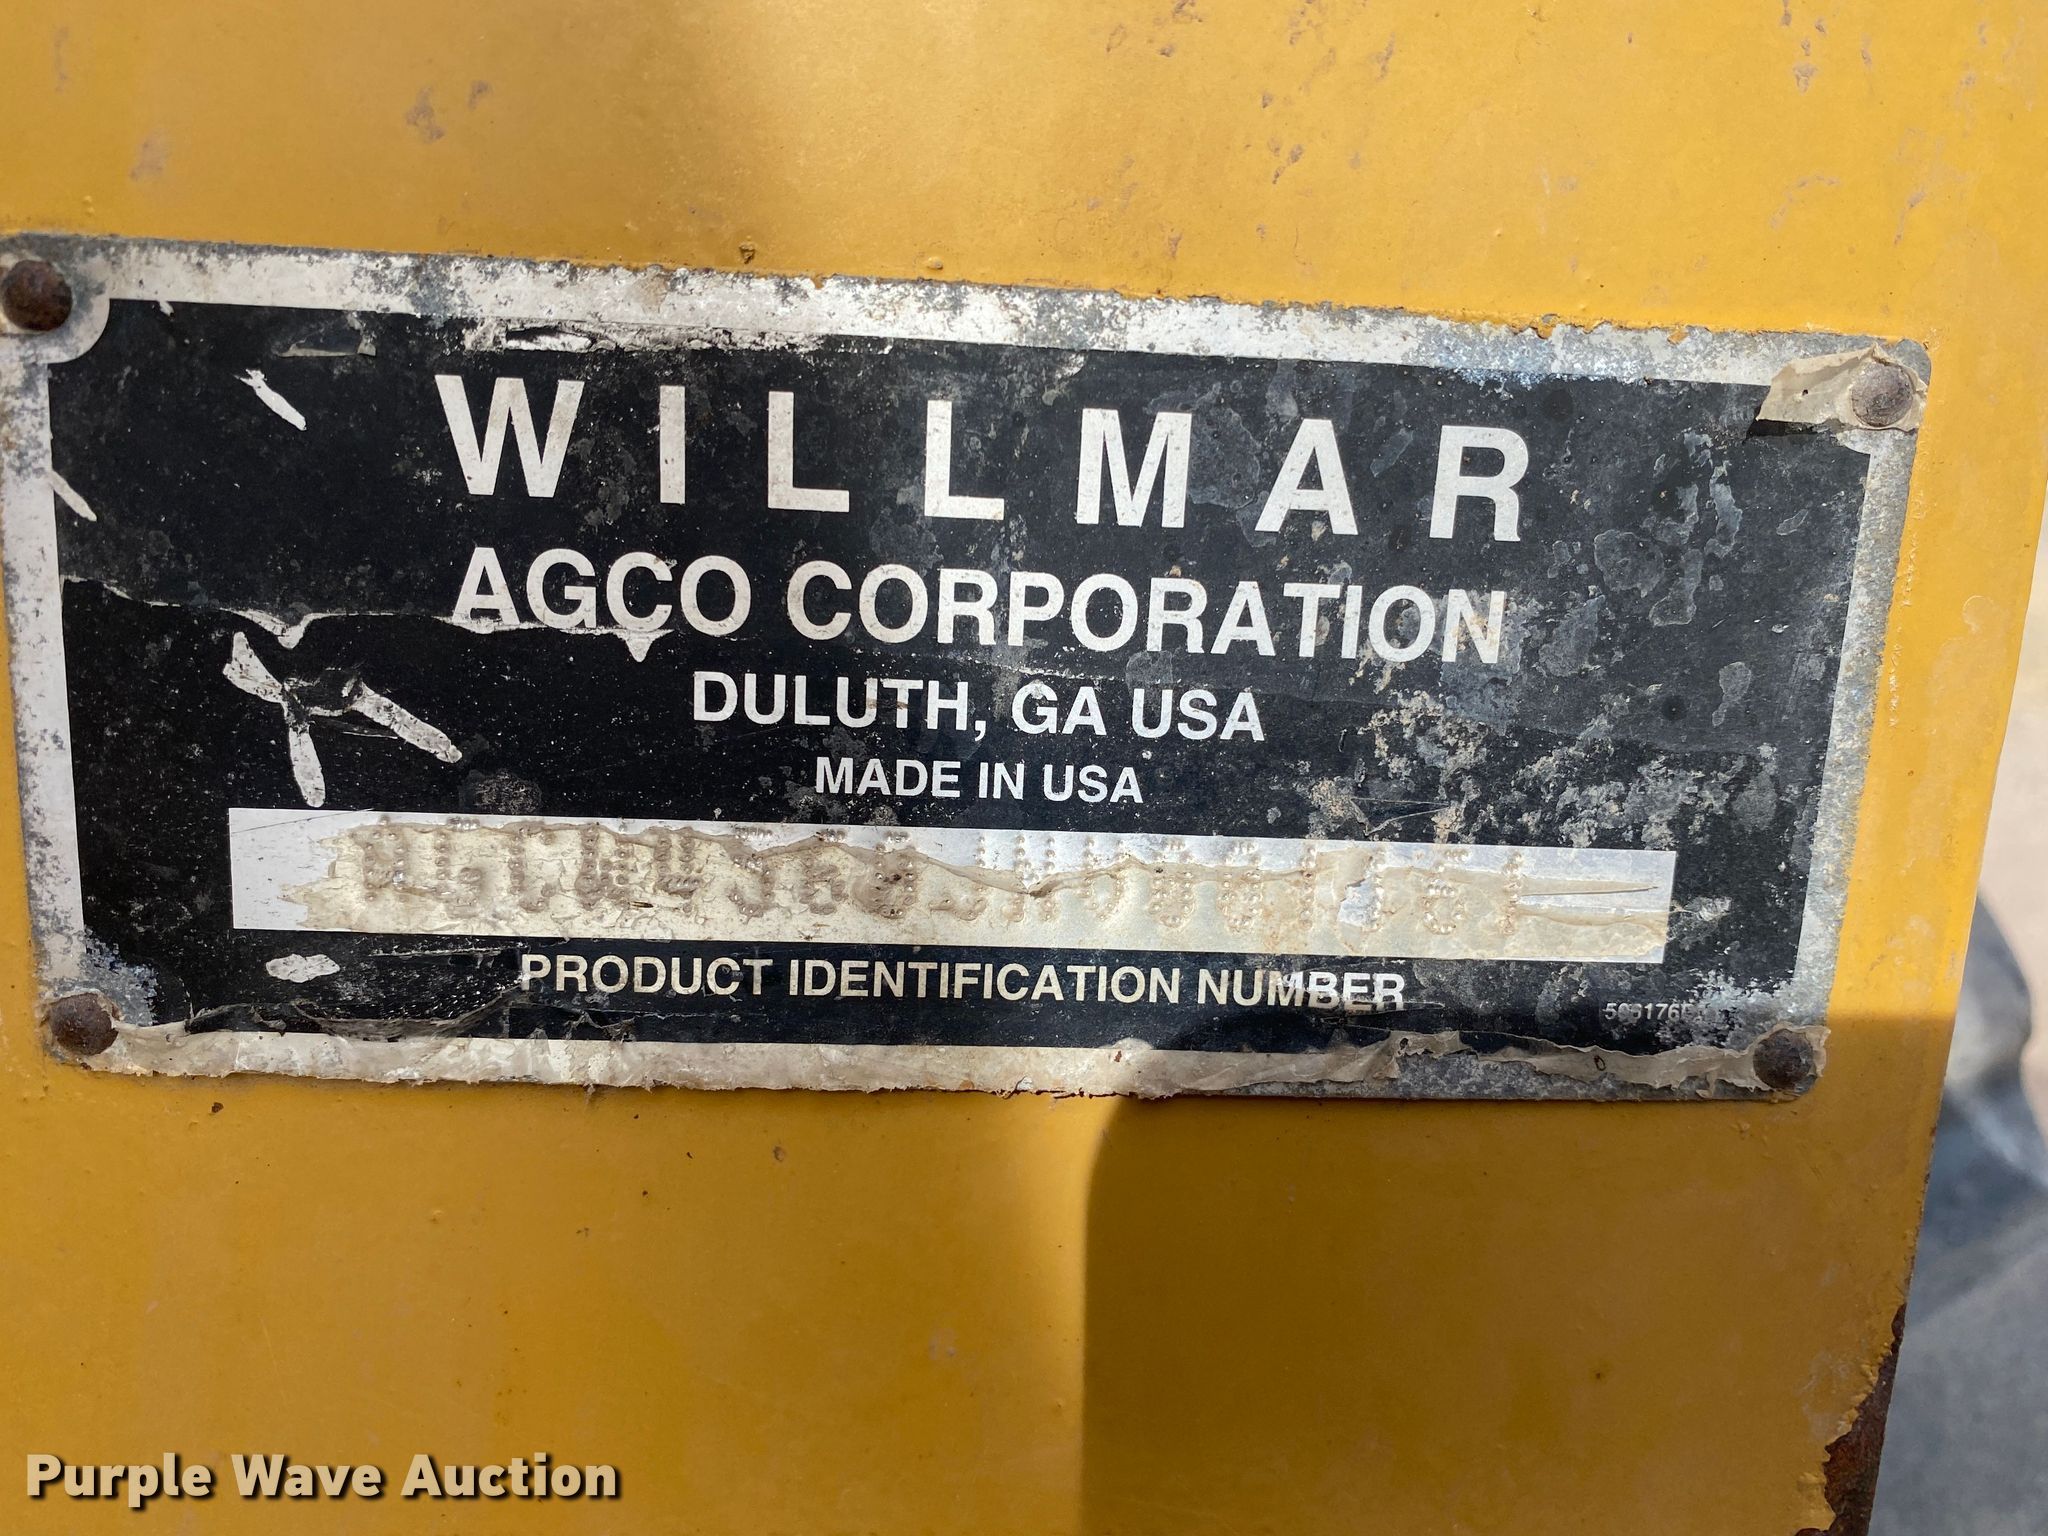 WILLMAR
AGCO CORPORATION
DULUTH, GA USA
MADE IN USA
PRODUCT IDENTIFICATION NUMBER
Purple Wave Auction